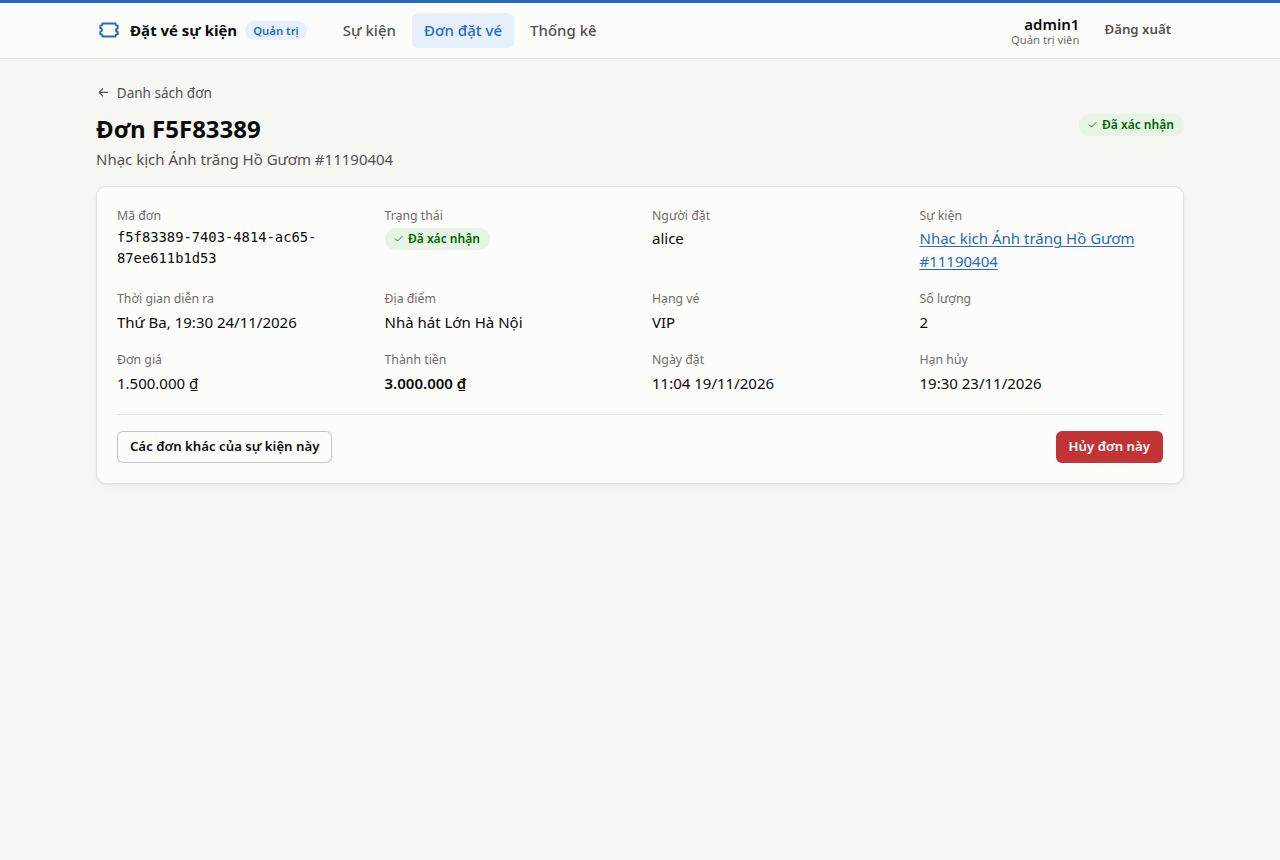 Đặt vé sự kiện Quản trị Sự kiện Đơn đặt vé Thống kê admin1 Đăng xuất
Quản trị viên
← Danh sách đơn
Đơn F5F83389
✓ Đã xác nhận
Nhạc kịch Ánh trăng Hồ Gươm #11190404
Mã đơn
f5f83389-7403-4814-ac65-
87ee611b1d53
Trạng thái
✓ Đã xác nhận
Người đặt
alice
Sự kiện
Nhạc kịch Ánh trăng Hồ Gươm
#11190404
Thời gian diễn ra
Thứ Ba, 19:30 24/11/2026
Địa điểm
Nhà hát Lớn Hà Nội
Hạng vé
VIP
Số lượng
2
Đơn giá
1.500.000 ₫
Thành tiền
3.000.000 ₫
Ngày đặt
11:04 19/11/2026
Hạn hủy
19:30 23/11/2026
Các đơn khác của sự kiện này
Hủy đơn này